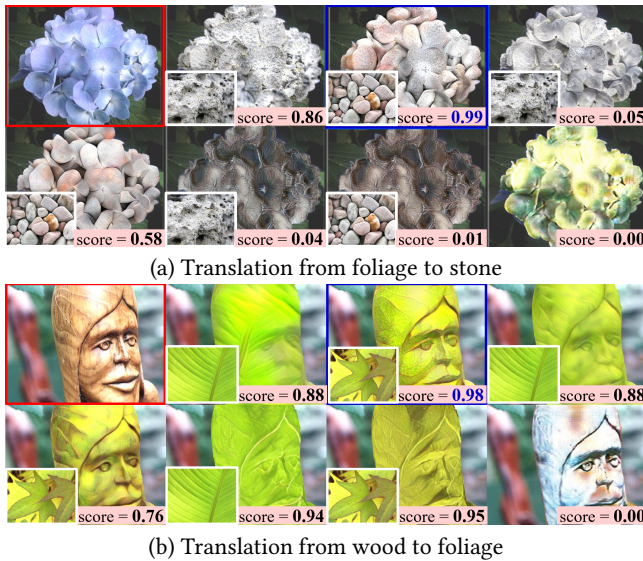 score = 0.86
score = 0.99
score = 0.05
score = 0.58
score = 0.04
score = 0.01
score = 0.00
(a) Translation from foliage to stone
score = 0.88
score = 0.98
score = 0.88
score = 0.76
score = 0.94
score = 0.95
score = 0.00
(b) Translation from wood to foliage